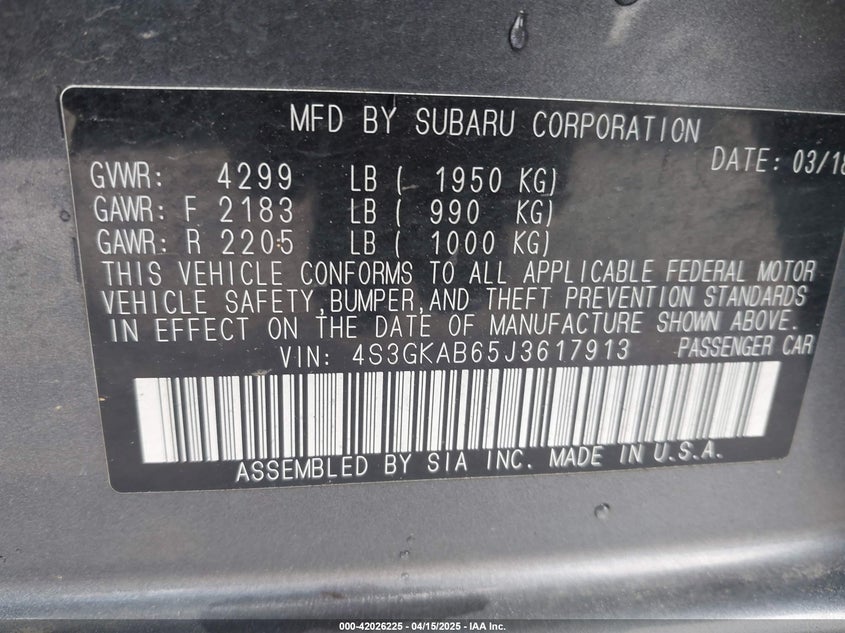 MFD BY SUBARU CORPORATION
DATE: 03/18
GVWR: 4299 LB ( 1950 KG)
GAWR: F 2183 LB ( 990 KG)
GAWR: R 2205 LB ( 1000 KG)
THIS VEHICLE CONFORMS TO ALL APPLICABLE FEDERAL MOTOR
VEHICLE SAFETY,BUMPER,AND THEFT PREVENTION STANDARDS
IN EFFECT ON THE DATE OF MANUFACTURE SHOWN ABOVE.
VIN: 4S3GKAB65J3617913 PASSENGER CAR
ASSEMBLED BY SIA INC. MADE IN U.S.A.
000-42026225 - 04/15/2025 - IAA Inc.